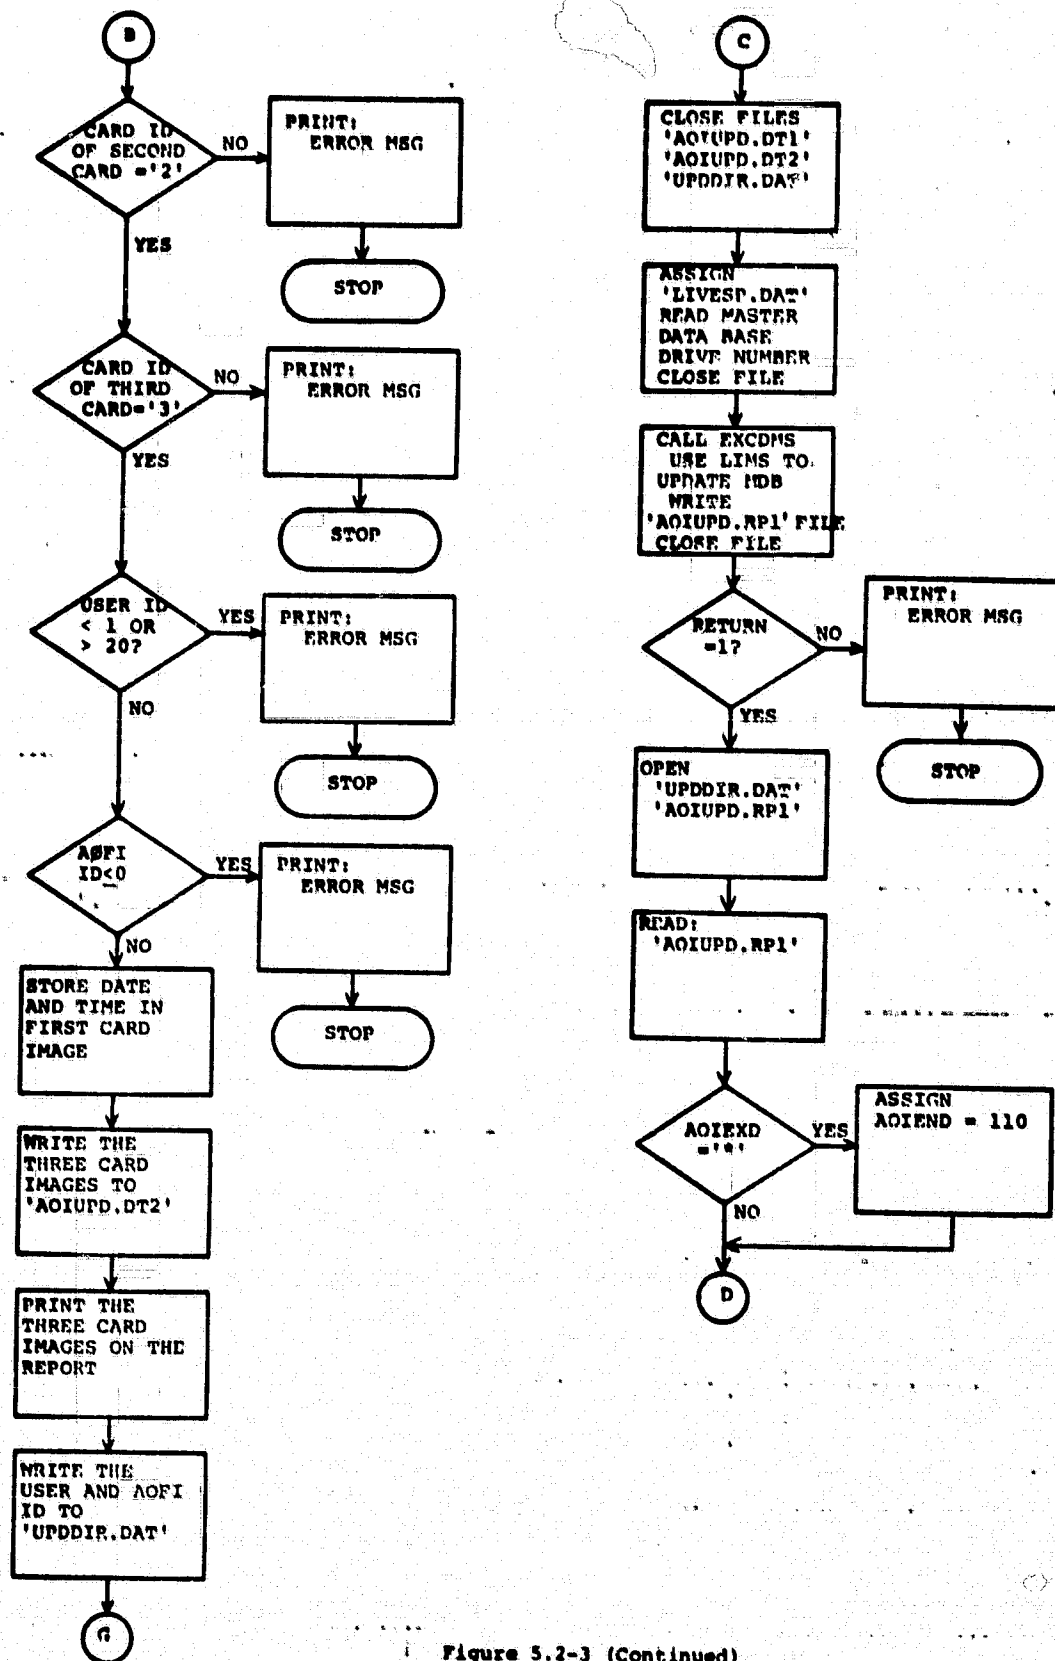 B
CARD ID
OF SECOND
CARD ='2'
NO
PRINT:
ERROR MSG
STOP
YES
CARD ID
OF THIRD
CARD='3'
NO
PRINT:
ERROR MSG
STOP
YES
USER ID
< 1 OR
> 20?
YES
PRINT:
ERROR MSG
STOP
NO
AØFI
ID<0
YES
PRINT:
ERROR MSG
STOP
NO
STORE DATE
AND TIME IN
FIRST CARD
IMAGE
WRITE THE
THREE CARD
IMAGES TO
'AOIUPD.DT2'
PRINT THE
THREE CARD
IMAGES ON THE
REPORT
WRITE THE
USER AND AOFI
ID TO
'UPDDIR.DAT'
G
C
CLOSE FILES
'AOIUPD.DT1'
'AOIUPD.DT2'
'UPDDIR.DAT'
ASSIGN
'LIVESP.DAT'
READ MASTER
DATA BASE
DRIVE NUMBER
CLOSE FILE
CALL EXCDMS
USE LIMS TO
UPDATE MDB
WRITE
'AOIUPD.RP1' FILE
CLOSE FILE
RETURN
=1?
NO
PRINT:
ERROR MSG
STOP
YES
OPEN
'UPDDIR.DAT'
'AOIUPD.RP1'
READ:
'AOIUPD.RP1'
AOIEXD
='*'
YES
ASSIGN
AOIEND = 110
NO
D
Figure 5.2-3 (Continued)